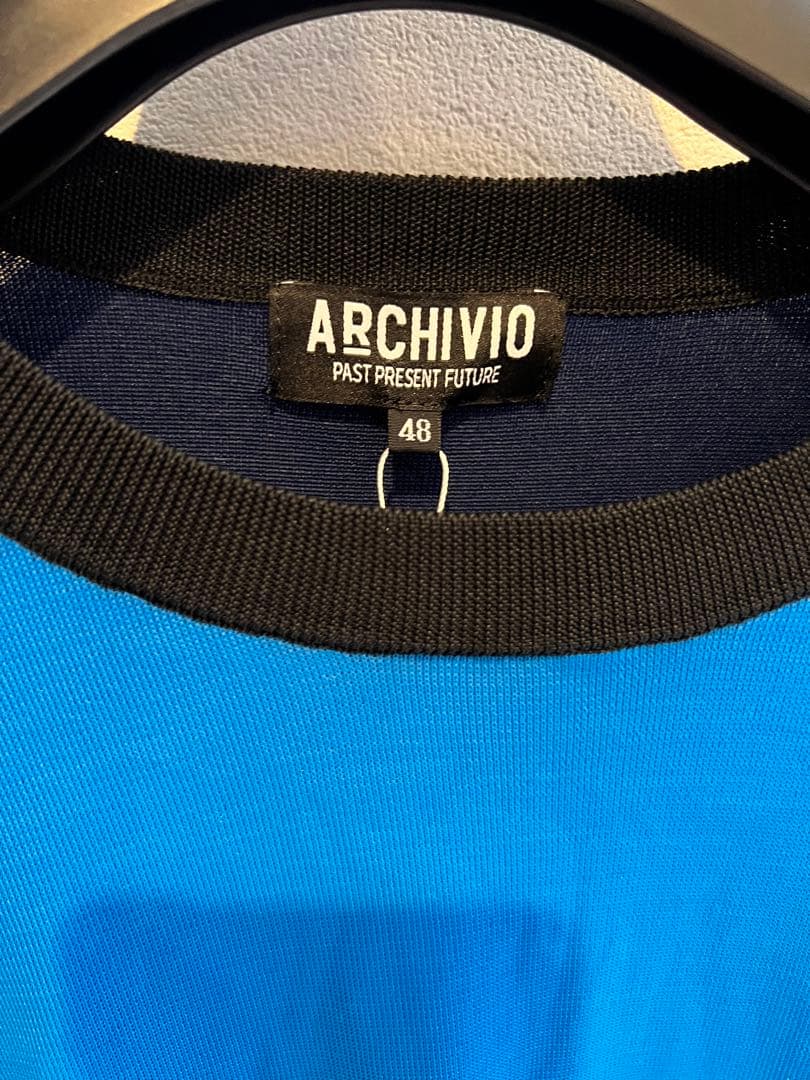 ARCHIVIO
PAST PRESENT FUTURE
48